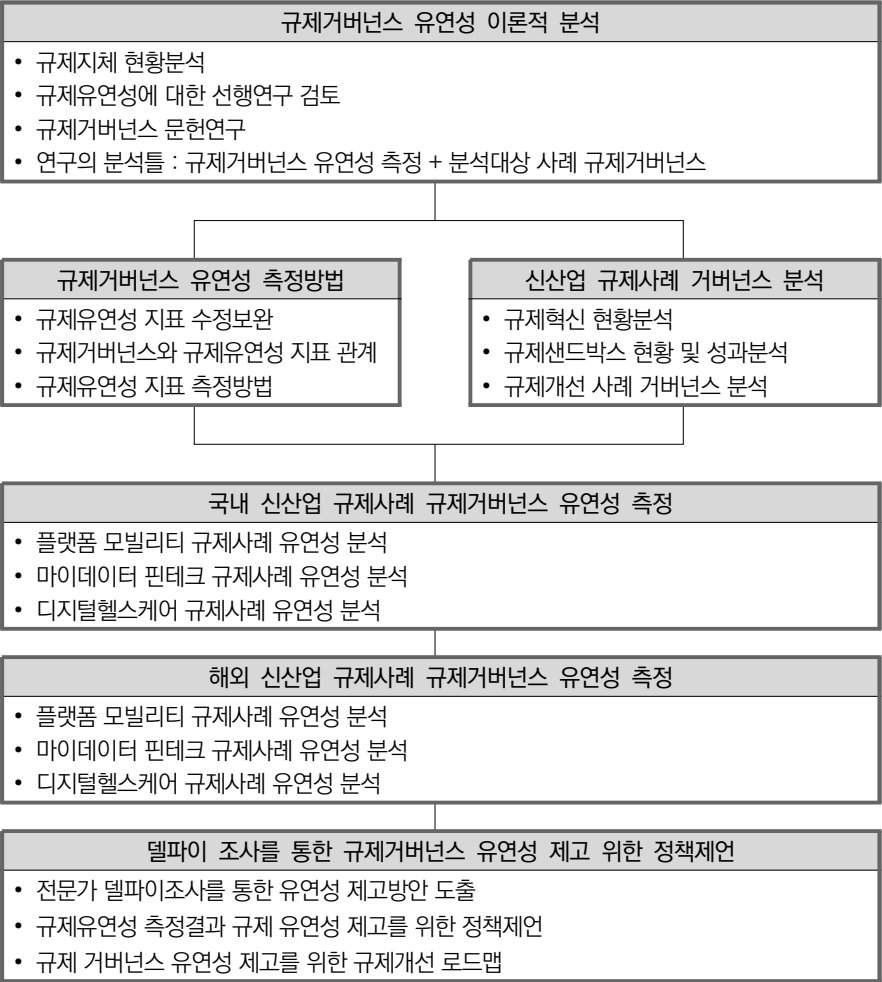 규제거버넌스 유연성 이론적 분석
• 규제지체 현황분석
• 규제유연성에 대한 선행연구 검토
• 규제거버넌스 문헌연구
• 연구의 분석틀 : 규제거버넌스 유연성 측정 + 분석대상 사례 규제거버넌스
규제거버넌스 유연성 측정방법
• 규제유연성 지표 수정보완
• 규제거버넌스와 규제유연성 지표 관계
• 규제유연성 지표 측정방법
신산업 규제사례 거버넌스 분석
• 규제혁신 현황분석
• 규제샌드박스 현황 및 성과분석
• 규제개선 사례 거버넌스 분석
국내 신산업 규제사례 규제거버넌스 유연성 측정
• 플랫폼 모빌리티 규제사례 유연성 분석
• 마이데이터 핀테크 규제사례 유연성 분석
• 디지털헬스케어 규제사례 유연성 분석
해외 신산업 규제사례 규제거버넌스 유연성 측정
• 플랫폼 모빌리티 규제사례 유연성 분석
• 마이데이터 핀테크 규제사례 유연성 분석
• 디지털헬스케어 규제사례 유연성 분석
델파이 조사를 통한 규제거버넌스 유연성 제고 위한 정책제언
• 전문가 델파이조사를 통한 유연성 제고방안 도출
• 규제유연성 측정결과 규제 유연성 제고를 위한 정책제언
• 규제 거버넌스 유연성 제고를 위한 규제개선 로드맵